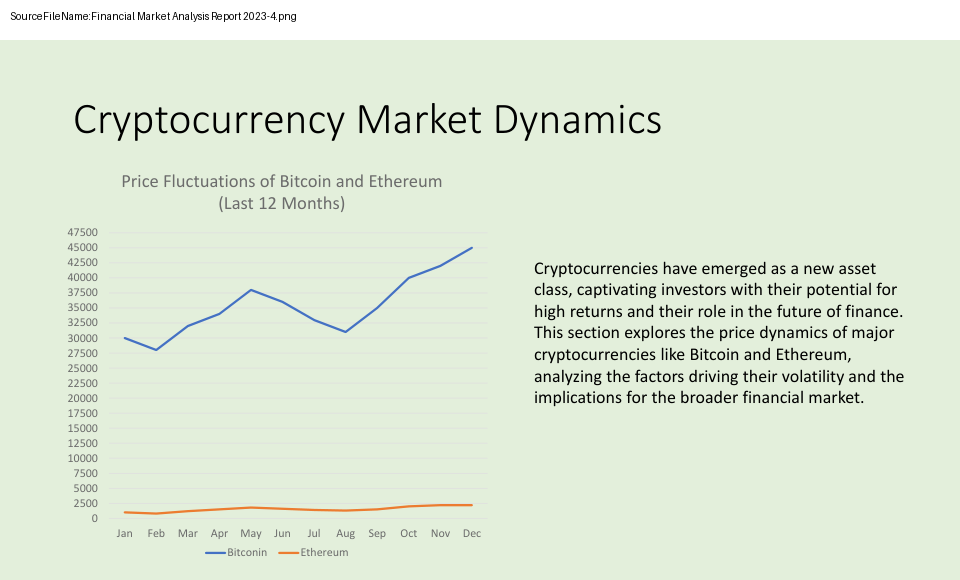 SourceFileName:Financial Market Analysis Report 2023-4.png
Cryptocurrency Market Dynamics
Price Fluctuations of Bitcoin and Ethereum
(Last 12 Months)
47500
45000
42500
40000
37500
35000
32500
30000
27500
25000
22500
20000
17500
15000
12500
10000
7500
5000
2500
0
Jan Feb Mar Apr May Jun Jul Aug Sep Oct Nov Dec
Bitconin Ethereum
Cryptocurrencies have emerged as a new asset
class, captivating investors with their potential for
high returns and their role in the future of finance.
This section explores the price dynamics of major
cryptocurrencies like Bitcoin and Ethereum,
analyzing the factors driving their volatility and the
implications for the broader financial market.